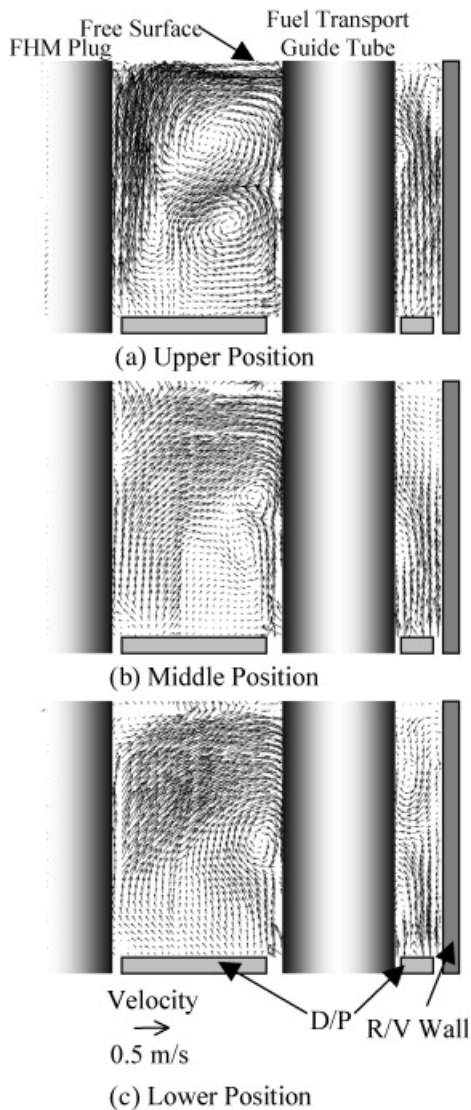 Free Surface
Fuel Transport
FHM Plug
Guide Tube
(a) Upper Position
(b) Middle Position
Velocity
D/P
R/V Wall
0.5 m/s
(c) Lower Position